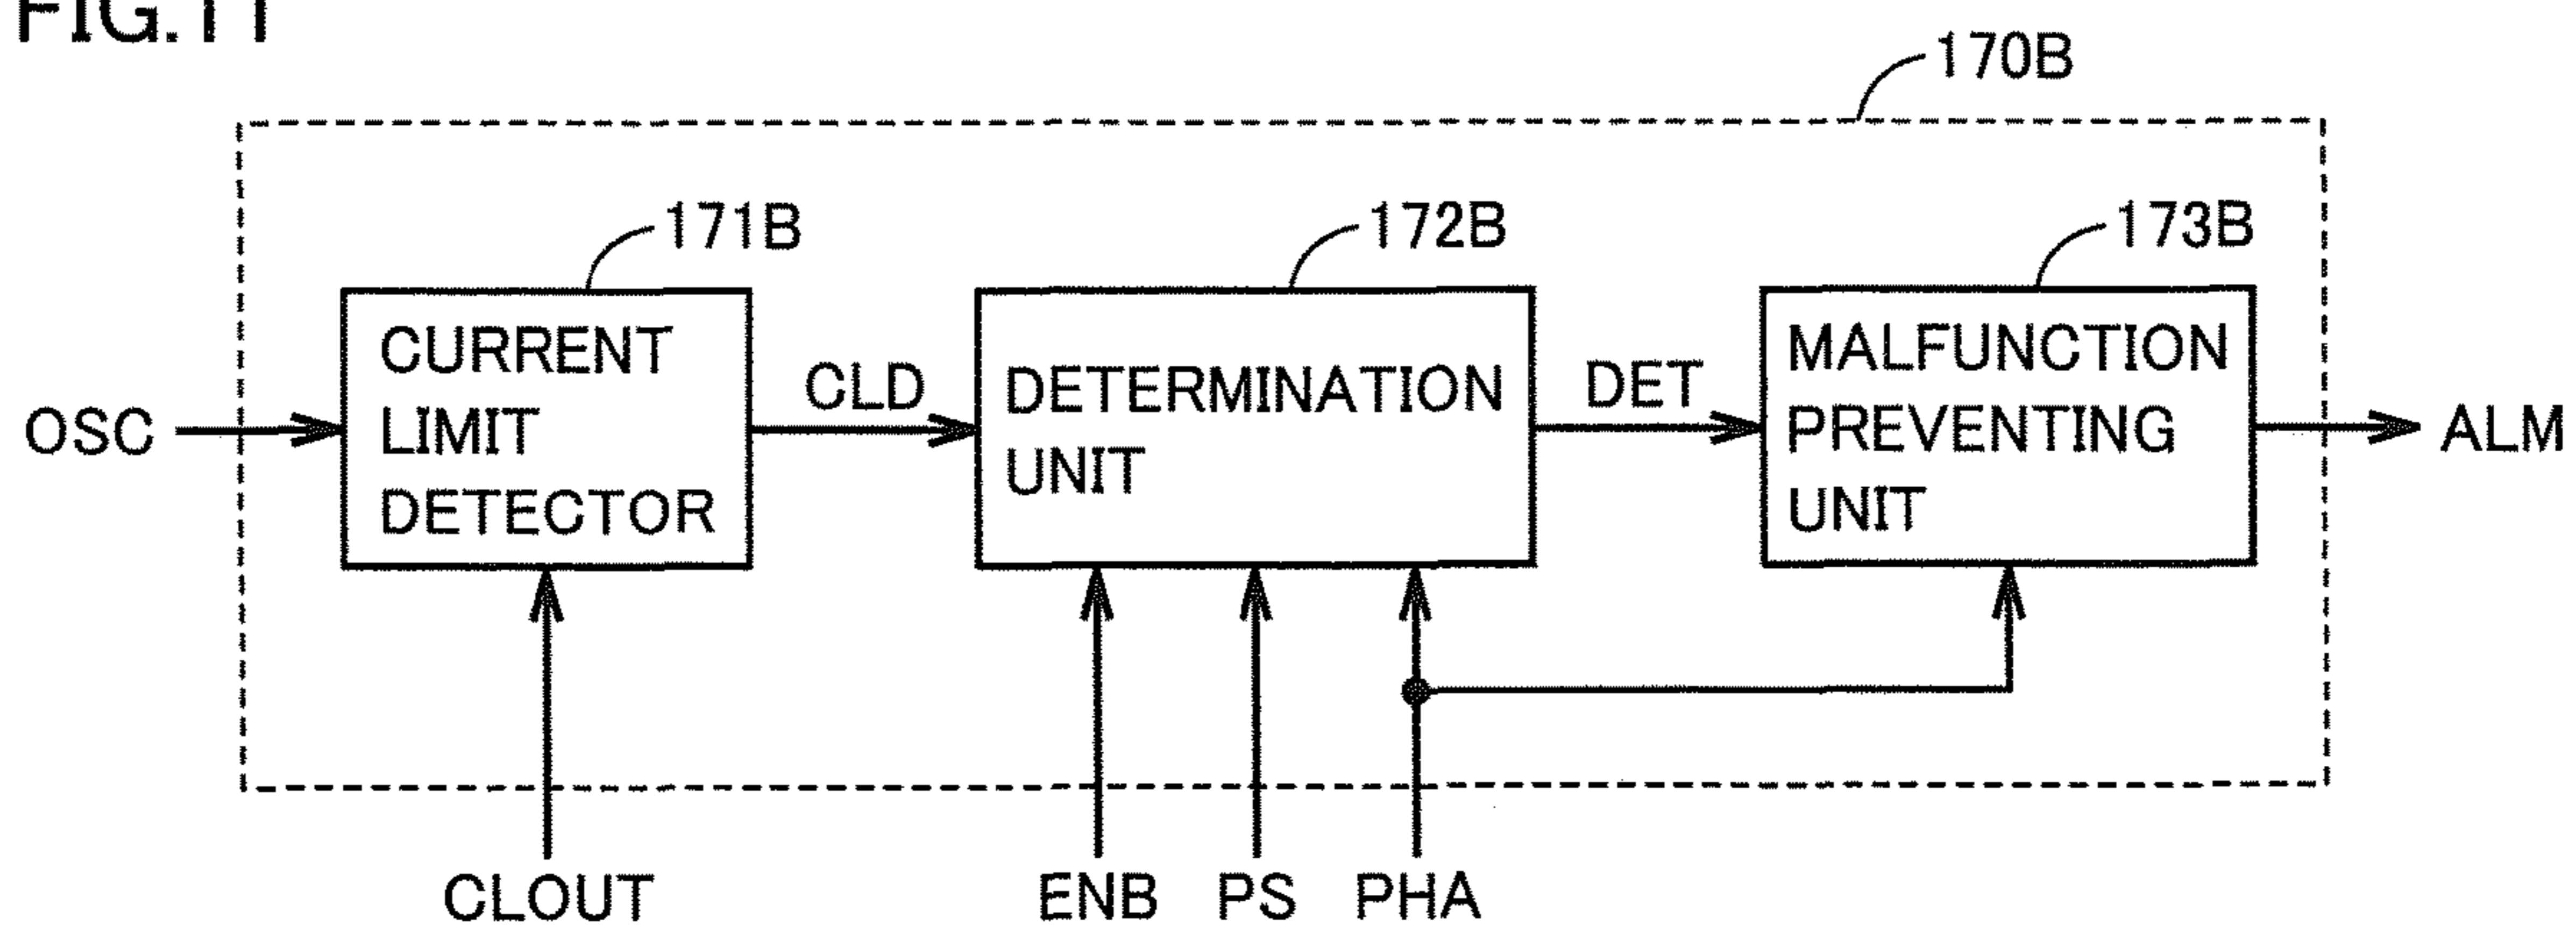 FIG.11
170B
171B
172B
173B
CURRENT
LIMIT
DETECTOR
CLD
DETERMINATION
UNIT
DET
MALFUNCTION
PREVENTING
UNIT
OSC
ALM
CLOUT
ENB
PS
PHA